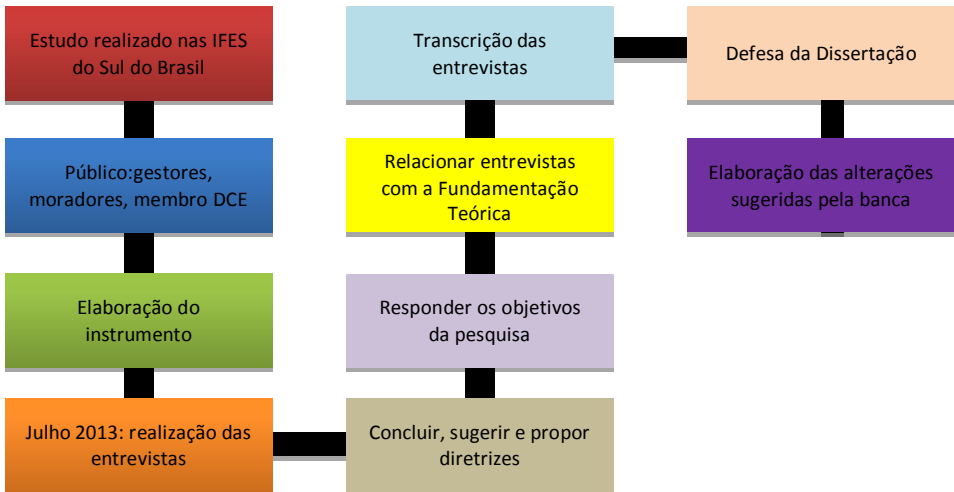 Estudo realizado nas IFES
do Sul do Brasil
Público:gestores,
moradores, membro DCE
Elaboração do
instrumento
Julho 2013: realização das
entrevistas
Transcrição das
entrevistas
Relacionar entrevistas
com a Fundamentação
Teórica
Responder os objetivos
da pesquisa
Concluir, sugerir e propor
diretrizes
Defesa da Dissertação
Elaboração das alterações
sugeridas pela banca